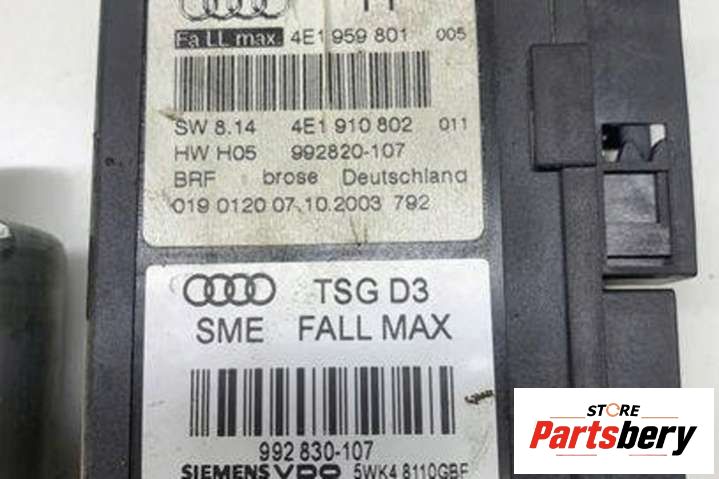 Fa.LL max. 4E1 959 801 005
SW 8.14 4E1 910 802 011
HW H05 992820-107
BRF brose Deutschland
019 0120 07.10.2003 792
TSG D3
SME FALL MAX
992 830-107
SIEMENS VDO 5WK4 8110GBF
STORE
Partsbery